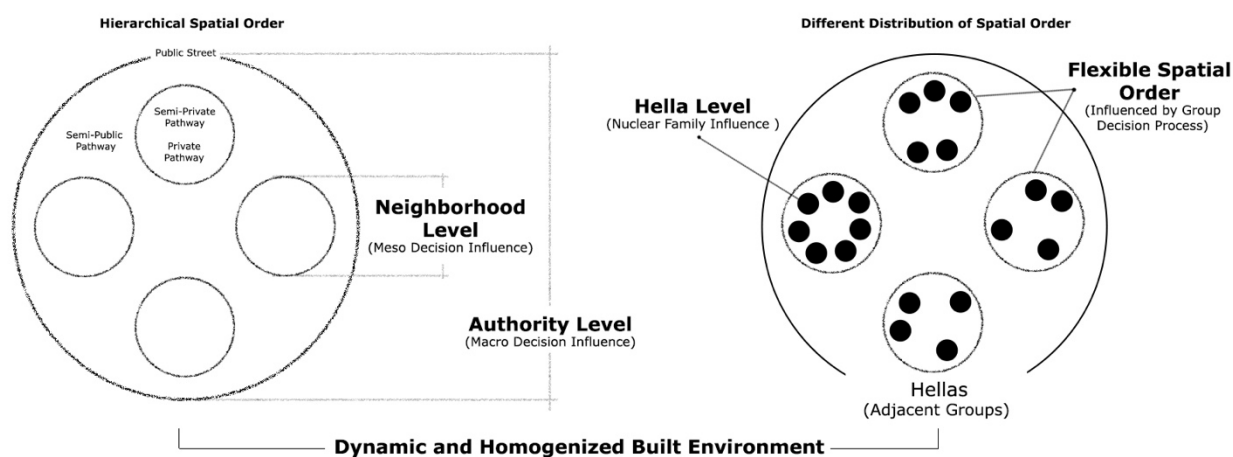 Hierarchical Spatial Order
Public Street
Semi-Private
Pathway
Private
Pathway
Semi-Public
Pathway
Neighborhood
Level
(Meso Decision Influence)
Authority Level
(Macro Decision Influence)
Different Distribution of Spatial Order
Hella Level
(Nuclear Family Influence )
Flexible Spatial
Order
(Influenced by Group
Decision Process)
Hellas
(Adjacent Groups)
Dynamic and Homogenized Built Environment